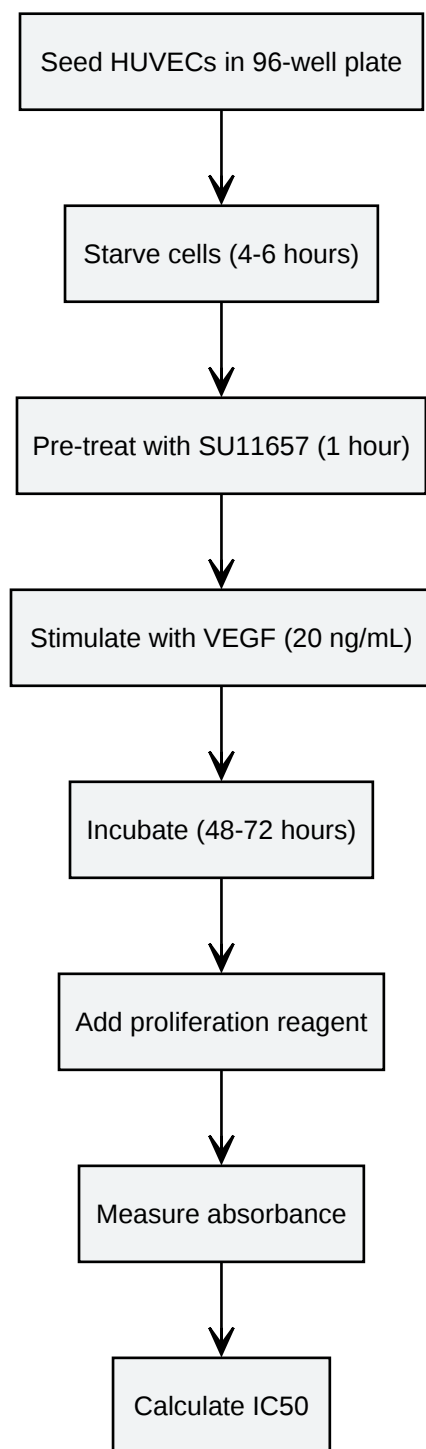 Seed HUVECs in 96-well plate
Starve cells (4-6 hours)
Pre-treat with SU11657 (1 hour)
Stimulate with VEGF (20 ng/mL)
Incubate (48-72 hours)
Add proliferation reagent
Measure absorbance
Calculate IC50